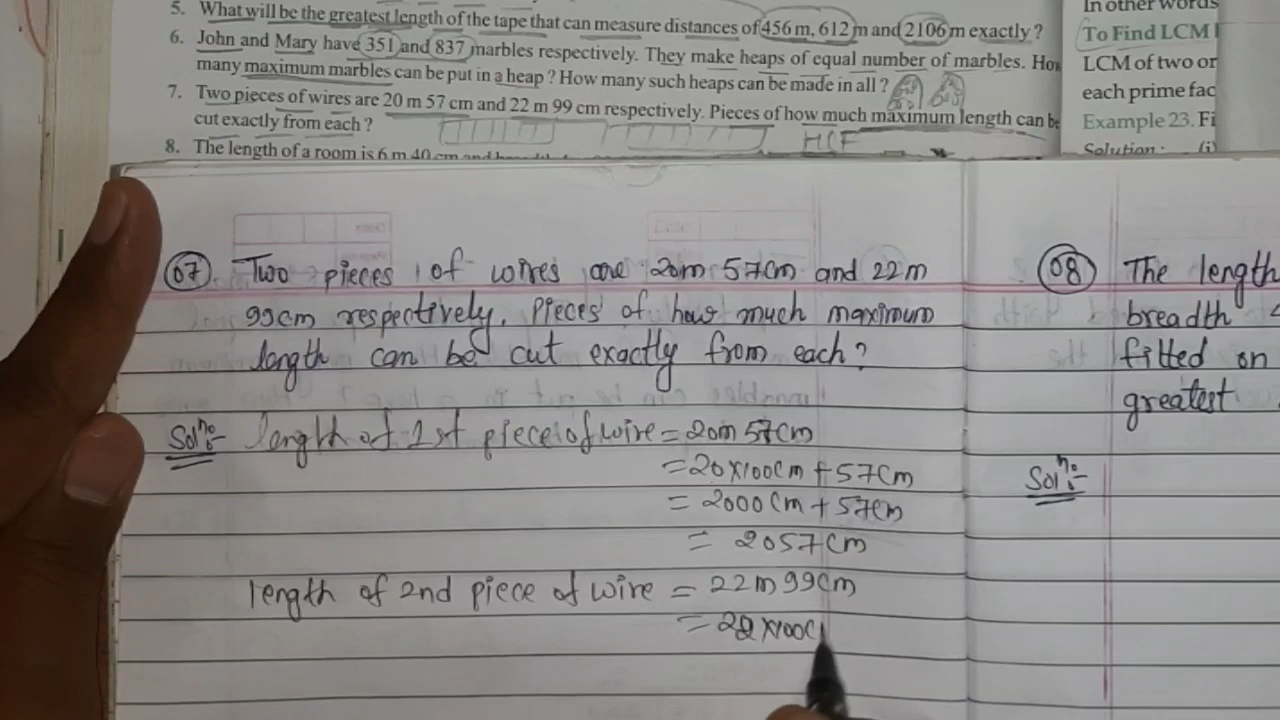 5. What will be the greatest length of the tape that can measure distances of 456 m, 612 m and 2106 m exactly ?
6. John and Mary have 351 and 837 marbles respectively. They make heaps of equal number of marbles. How
many maximum marbles can be put in a heap ? How many such heaps can be made in all ?
7. Two pieces of wires are 20 m 57 cm and 22 m 99 cm respectively. Pieces of how much maximum length can be
cut exactly from each ?
HCF
8. The length of a room is 6 m 40 cm and
In other words
To Find LCM
LCM of two or
each prime fac
Example 23. Fi
Solution : (i)
07. Two pieces of wires are 20m 57cm and 22m
99cm respectively. Pieces of how much maximum
length can be cut exactly from each?
Solⁿ:- length of 1st piece of wire = 20m 57cm
= 20×100cm + 57cm
= 2000cm + 57cm
= 2057cm
length of 2nd piece of wire = 22m 99cm
= 22×100c
08 The length
breadth
fitted on
greatest
Solⁿ:-